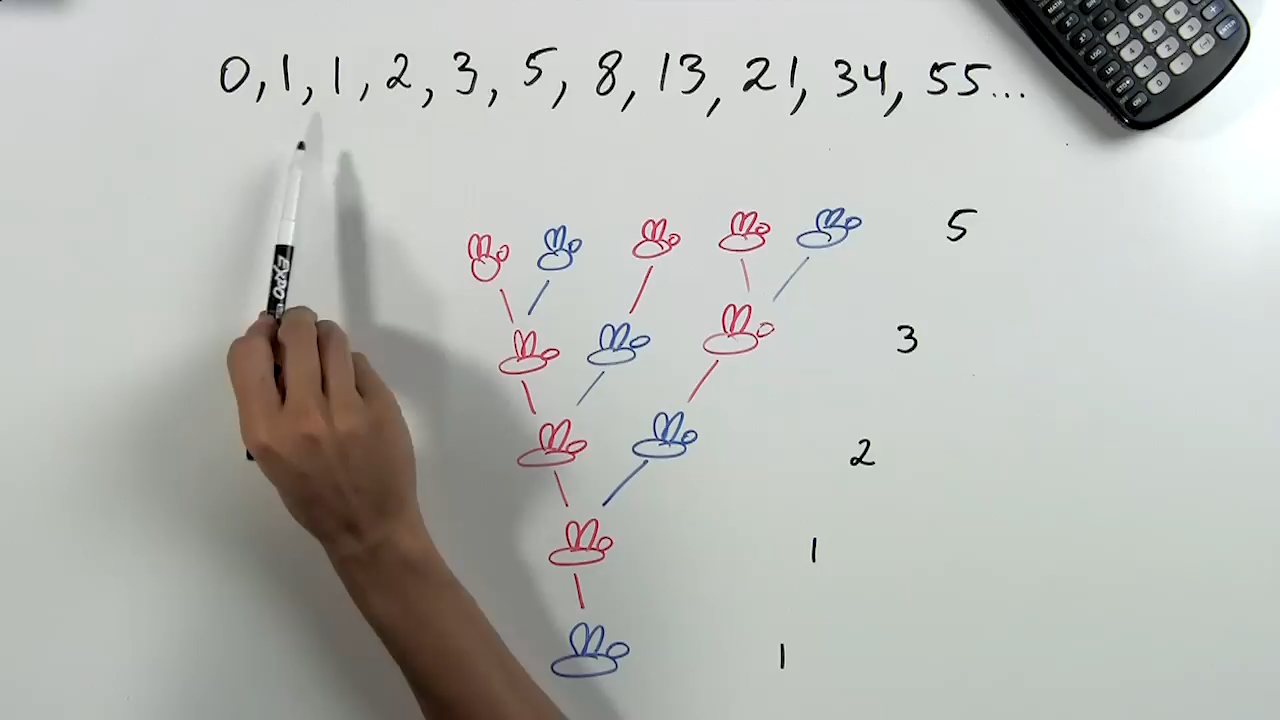 0, 1, 1, 2, 3, 5, 8, 13, 21, 34, 55...
5
3
2
1
1
EXPO